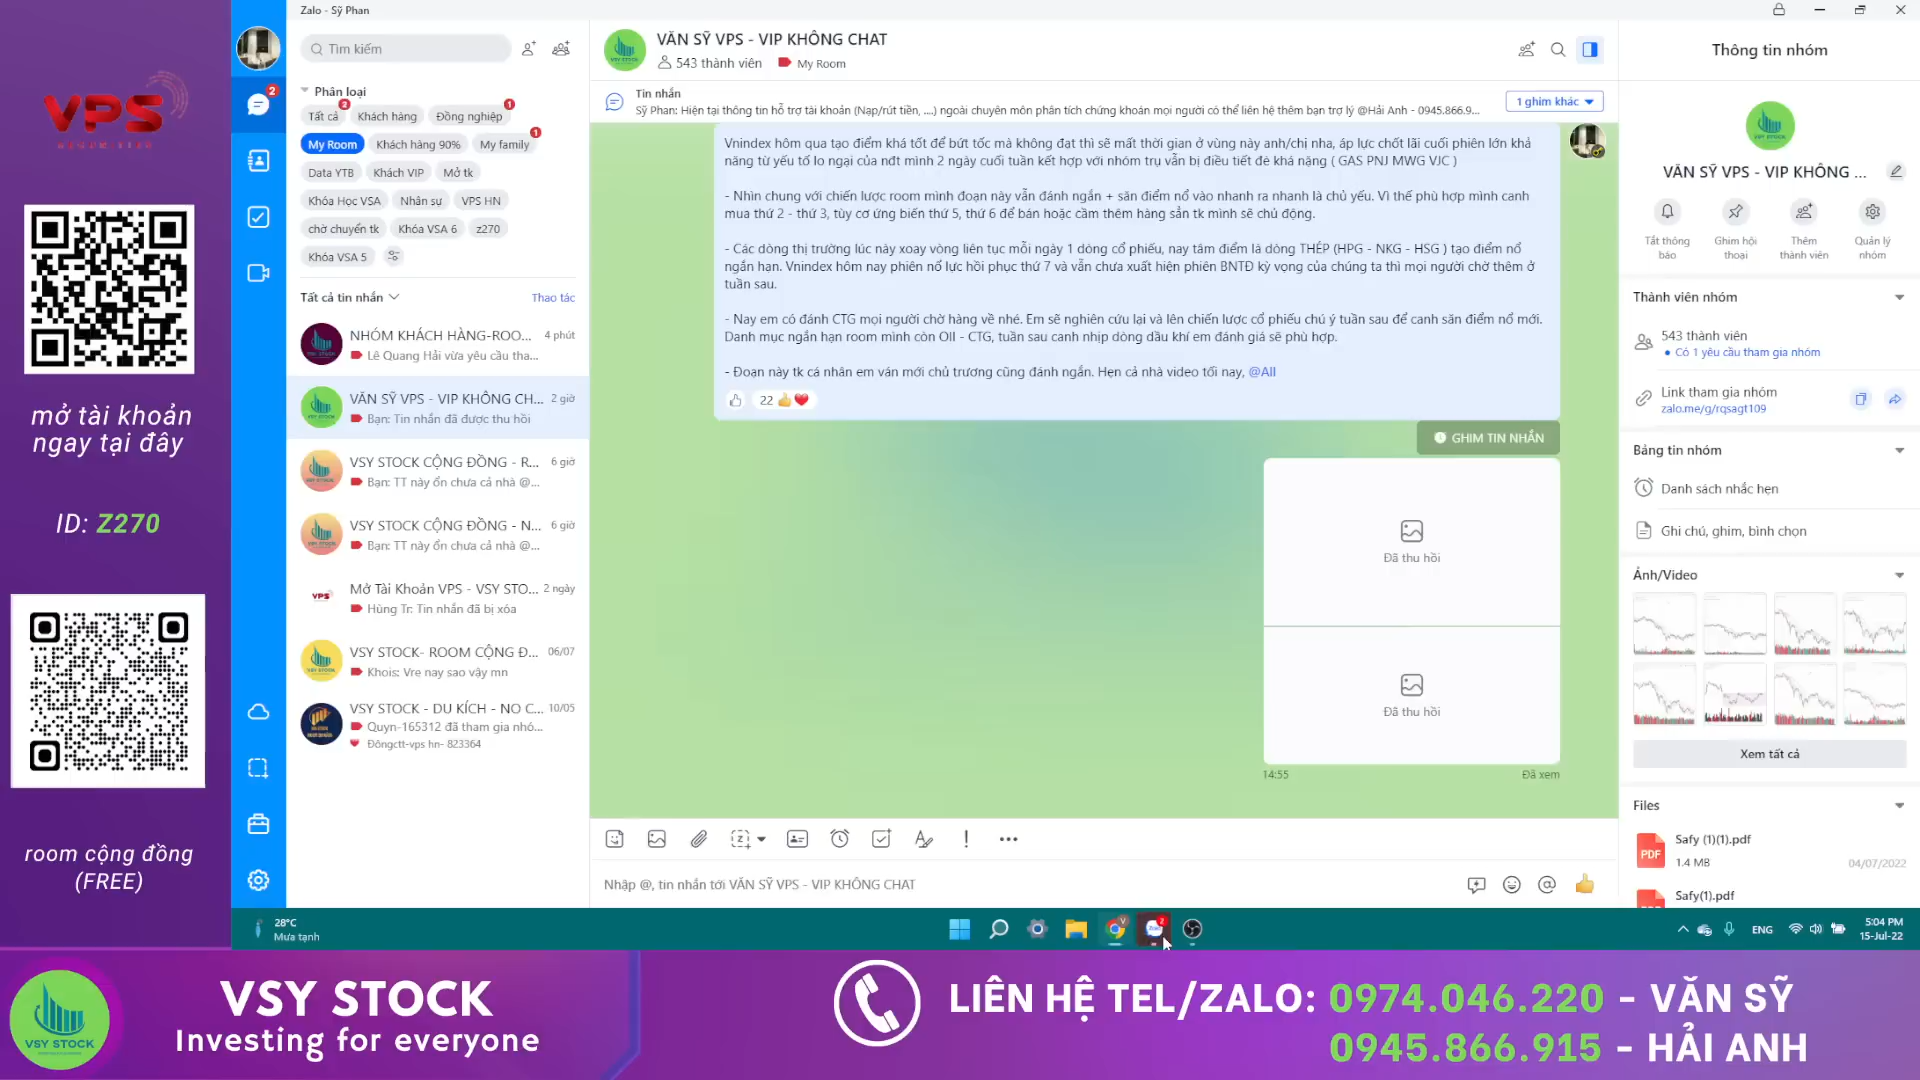 Zalo - Sỹ Phan
VPS
mở tài khoản
ngay tại đây
ID: Z270
room cộng đồng
(FREE)
2
Tìm kiếm
Phân loại
Tất cả
2
Khách hàng
Đồng nghiệp
1
My Room
Khách hàng 90%
My family
1
Data YTB
Khách VIP
Mở tk
Khóa Học VSA
Nhân sự
VPS HN
chờ chuyển tk
Khóa VSA 6
z270
Khóa VSA 5
Tất cả tin nhắn
Thao tác
NHÓM KHÁCH HÀNG-ROO...
4 phút
Lê Quang Hải vừa yêu cầu tha...
VĂN SỸ VPS - VIP KHÔNG CH...
2 giờ
Bạn: Tin nhắn đã được thu hồi
VSY STOCK CỘNG ĐỒNG - R...
6 giờ
Bạn: TT này ổn chưa cả nhà @...
VSY STOCK CỘNG ĐỒNG - N...
6 giờ
Bạn: TT này ổn chưa cả nhà @...
Mở Tài Khoản VPS - VSY STO...
2 ngày
Hùng Tr: Tin nhắn đã bị xóa
VSY STOCK- ROOM CỘNG Đ...
06/07
Khois: Vre nay sao vậy mn
VSY STOCK - DU KÍCH - NO C...
10/05
Quyn-165312 đã tham gia nhó...
Đôngctt-vps hn- 823364
VĂN SỸ VPS - VIP KHÔNG CHAT
543 thành viên
My Room
Tin nhắn
Sỹ Phan: Hiện tại thông tin hỗ trợ tài khoản (Nạp/rút tiền, ....) ngoài chuyên môn phân tích chứng khoán mọi người có thể liên hệ thêm bạn trợ lý @Hải Anh - 0945.866.9...
1 ghim khác
Vnindex hôm qua tạo điểm khá tốt để bứt tốc mà không đạt thì sẽ mất thời gian ở vùng này anh/chị nha, áp lực chốt lãi cuối phiên lớn khả
năng từ yếu tố lo ngại của nđt mình 2 ngày cuối tuần kết hợp với nhóm trụ vẫn bị điều tiết đè khá nặng ( GAS PNJ MWG VJC )
- Nhìn chung với chiến lược room mình đoạn này vẫn đánh ngắn + săn điểm nổ vào nhanh ra nhanh là chủ yếu. Vì thế phù hợp mình canh
mua thứ 2 - thứ 3, tùy cơ ứng biến thứ 5, thứ 6 để bán hoặc cầm thêm hàng sẵn tk mình sẽ chủ động.
- Các dòng thị trường lúc này xoay vòng liên tục mỗi ngày 1 dòng cổ phiếu, nay tâm điểm là dòng THÉP (HPG - NKG - HSG ) tạo điểm nổ
ngắn hạn. Vnindex hôm nay phiên nổ lực hồi phục thứ 7 và vẫn chưa xuất hiện phiên BNTĐ kỳ vọng của chúng ta thì mọi người chờ thêm ở
tuần sau.
- Nay em có đánh CTG mọi người chờ hàng về nhé. Em sẽ nghiên cứu lại và lên chiến lược cổ phiếu chú ý tuần sau để canh săn điểm nổ mới.
Danh mục ngắn hạn room mình còn OIl - CTG, tuần sau canh nhịp dòng dầu khí em đánh giá sẽ phù hợp.
- Đoạn này tk cá nhân em ván mới chủ trương cũng đánh ngắn. Hẹn cả nhà video tối nay, @All
22
GHIM TIN NHẮN
Đã thu hồi
Đã thu hồi
14:55
Đã xem
Nhập @, tin nhắn tới VĂN SỸ VPS - VIP KHÔNG CHAT
Thông tin nhóm
VĂN SỸ VPS - VIP KHÔNG ...
Tắt thông
báo
Ghim hội
thoại
Thêm
thành viên
Quản lý
nhóm
Thành viên nhóm
543 thành viên
Có 1 yêu cầu tham gia nhóm
Link tham gia nhóm
zalo.me/g/rqsagt109
Bảng tin nhóm
Danh sách nhắc hẹn
Ghi chú, ghim, bình chọn
Ảnh/Video
Xem tất cả
Files
PDF
Safy (1)(1).pdf
1.4 MB
04/07/2022
Safy(1).pdf
28°C
Mưa tạnh
ENG
5:04 PM
15-Jul-22
VSY STOCK
VSY STOCK
Investing for everyone
LIÊN HỆ TEL/ZALO: 0974.046.220 - VĂN SỸ
0945.866.915 - HẢI ANH